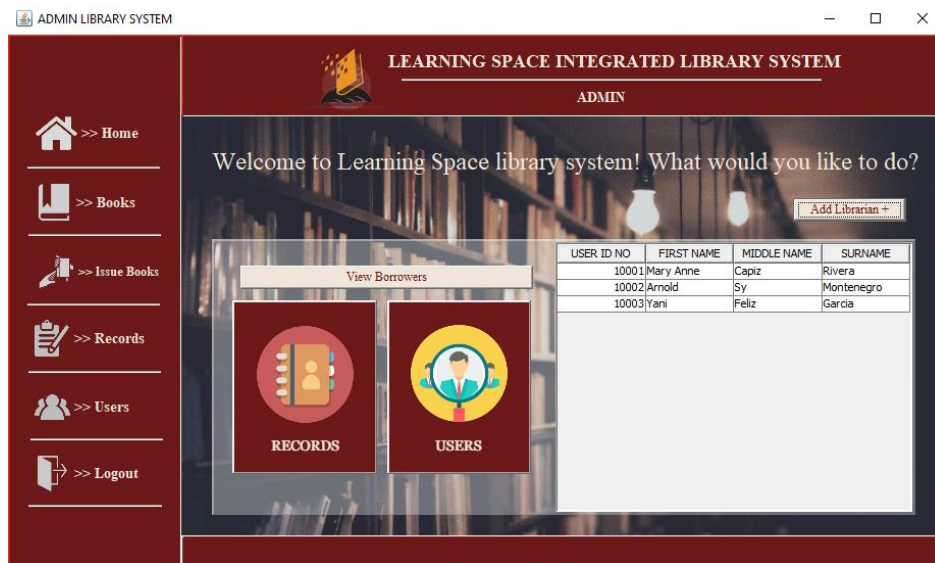 ADMIN LIBRARY SYSTEM
LEARNING SPACE INTEGRATED LIBRARY SYSTEM
ADMIN
>> Home
>> Books
>> Issue Books
>> Records
>> Users
>> Logout
Welcome to Learning Space library system! What would you like to do?
Add Librarian +
View Borrowers
RECORDS
USERS
USER ID NO FIRST NAME MIDDLE NAME SURNAME
10001 Mary Anne Capiz Rivera
10002 Arnold Sy Montenegro
10003 Yani Feliz Garcia